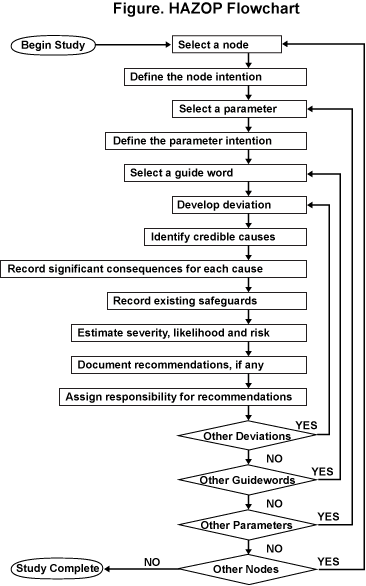 Figure. HAZOP Flowchart
Begin Study
Select a node
Define the node intention
Select a parameter
Define the parameter intention
Select a guide word
Develop deviation
Identify credible causes
Record significant consequences for each cause
Record existing safeguards
Estimate severity, likelihood and risk
Document recommendations, if any
Assign responsibility for recommendations
YES
Other Deviations
NO
YES
Other Guidewords
NO
YES
Other Parameters
NO
Study Complete
NO
Other Nodes
YES